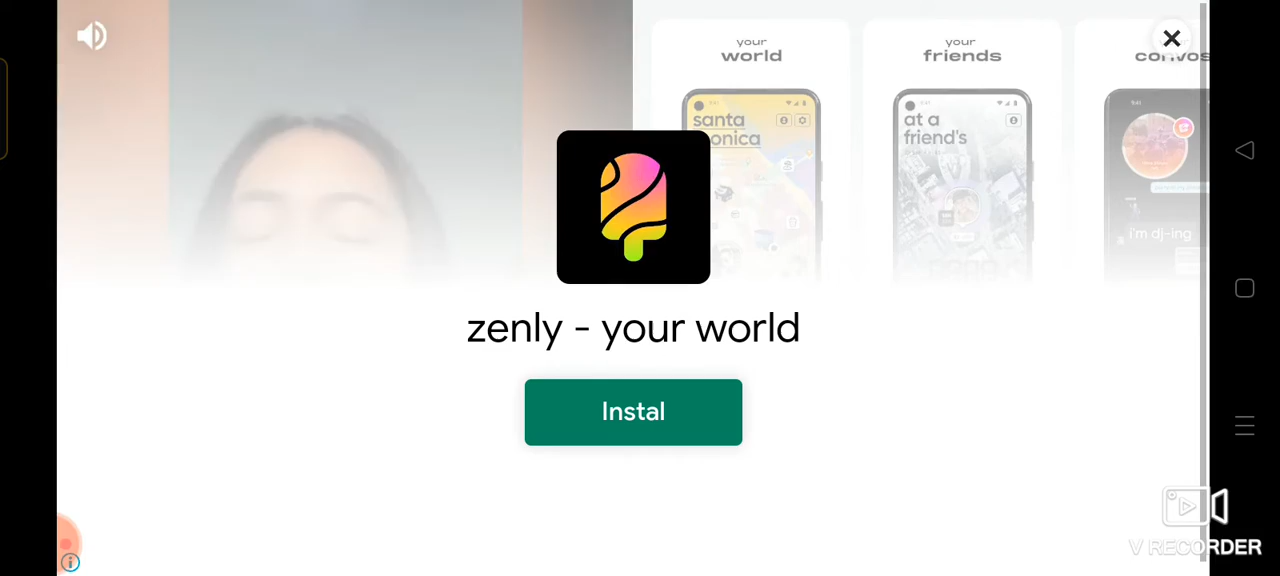 your
world
your
friends
convos
santa
monica
at a
friend's
i'm dj-ing
zenly - your world
Instal
V RECORDER